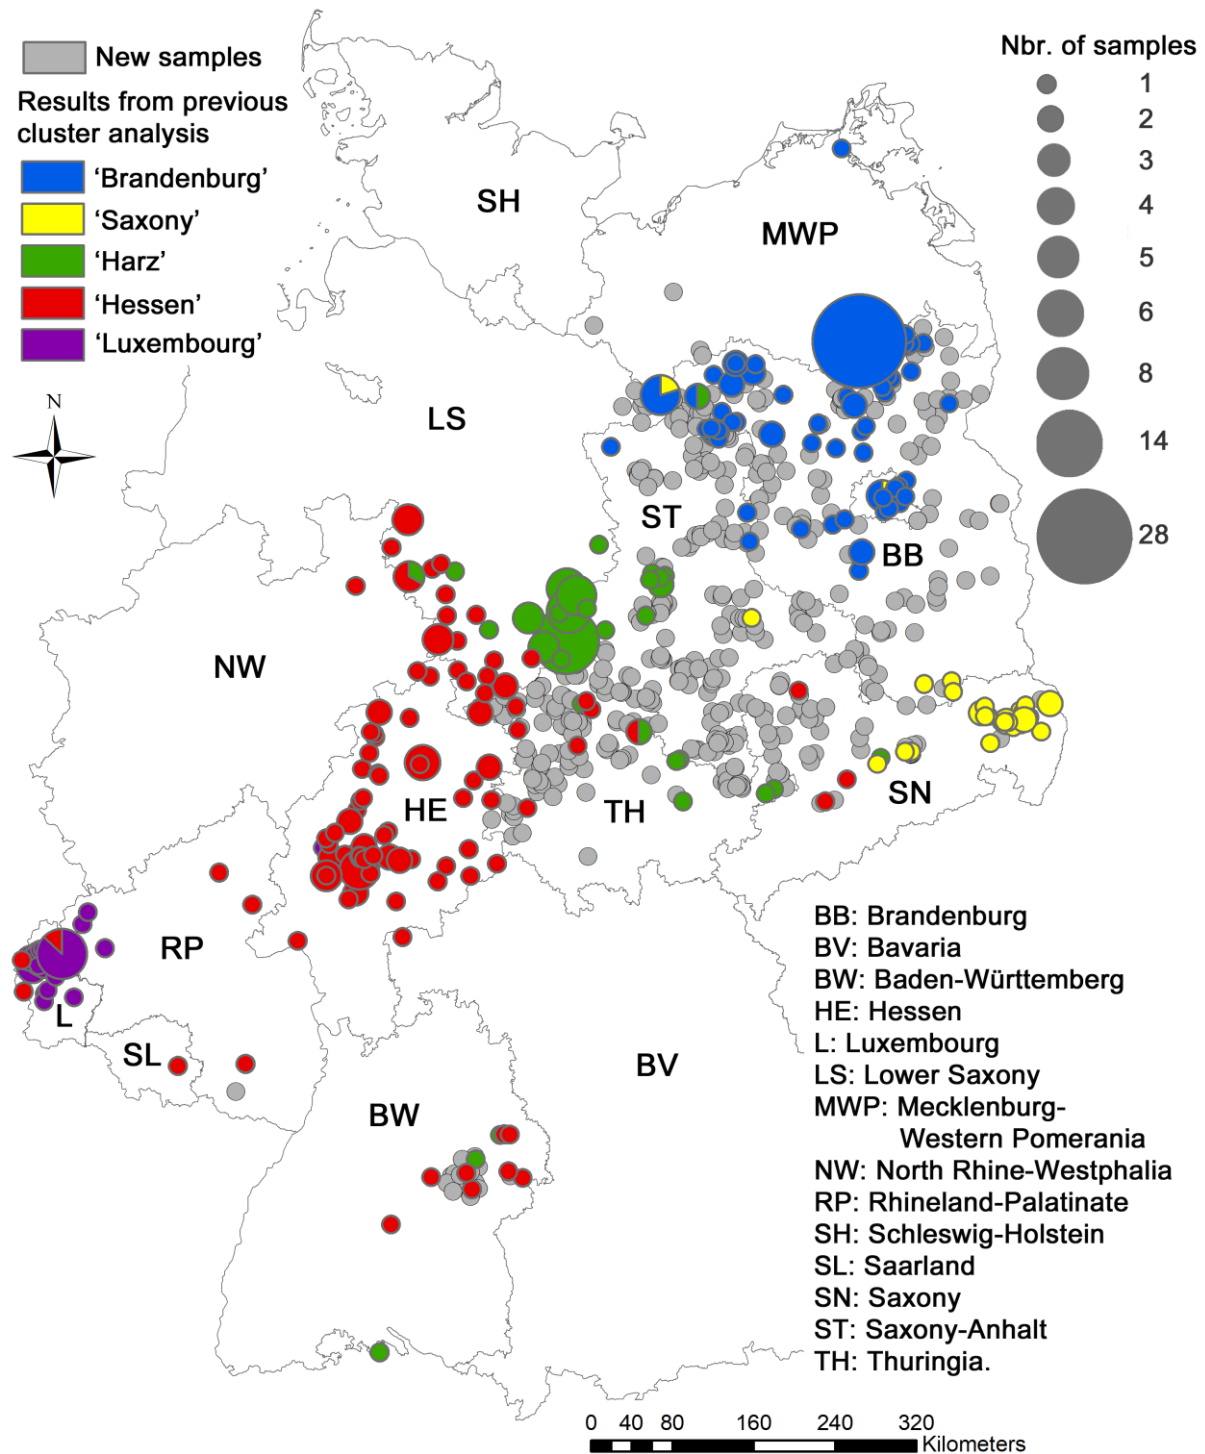 New samples
Results from previous
cluster analysis
‘Brandenburg’
‘Saxony’
‘Harz’
‘Hessen’
‘Luxembourg’
N
Nbr. of samples
1
2
3
4
5
6
8
14
28
SH
MWP
LS
ST
BB
NW
HE
TH
SN
RP
L
SL
BV
BW
BB: Brandenburg
BV: Bavaria
BW: Baden-Württemberg
HE: Hessen
L: Luxembourg
LS: Lower Saxony
MWP: Mecklenburg-
Western Pomerania
NW: North Rhine-Westphalia
RP: Rhineland-Palatinate
SH: Schleswig-Holstein
SL: Saarland
SN: Saxony
ST: Saxony-Anhalt
TH: Thuringia.
0 40 80 160 240 320
Kilometers